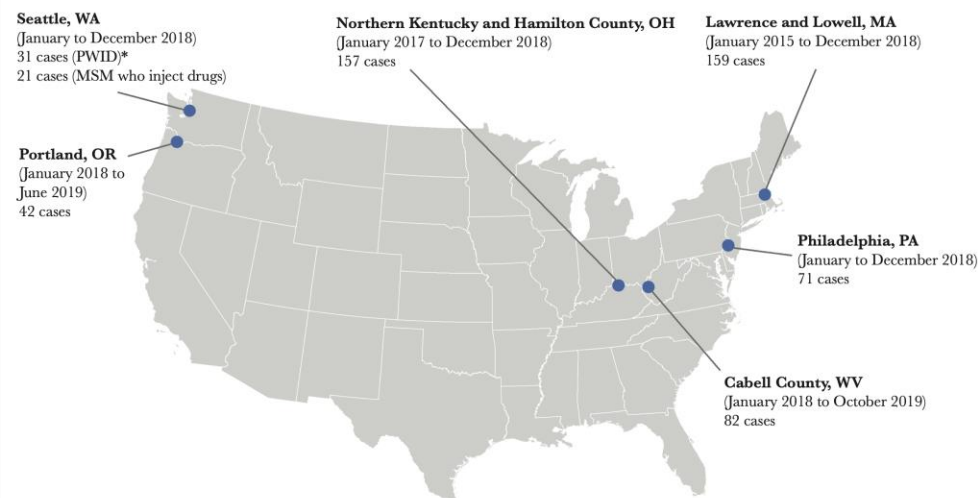 Seattle, WA
(January to December 2018)
31 cases (PWID)*
21 cases (MSM who inject drugs)
Northern Kentucky and Hamilton County, OH
(January 2017 to December 2018)
157 cases
Lawrence and Lowell, MA
(January 2015 to December 2018)
159 cases
Portland, OR
(January 2018 to
June 2019)
42 cases
Philadelphia, PA
(January to December 2018)
71 cases
Cabell County, WV
(January 2018 to October 2019)
82 cases